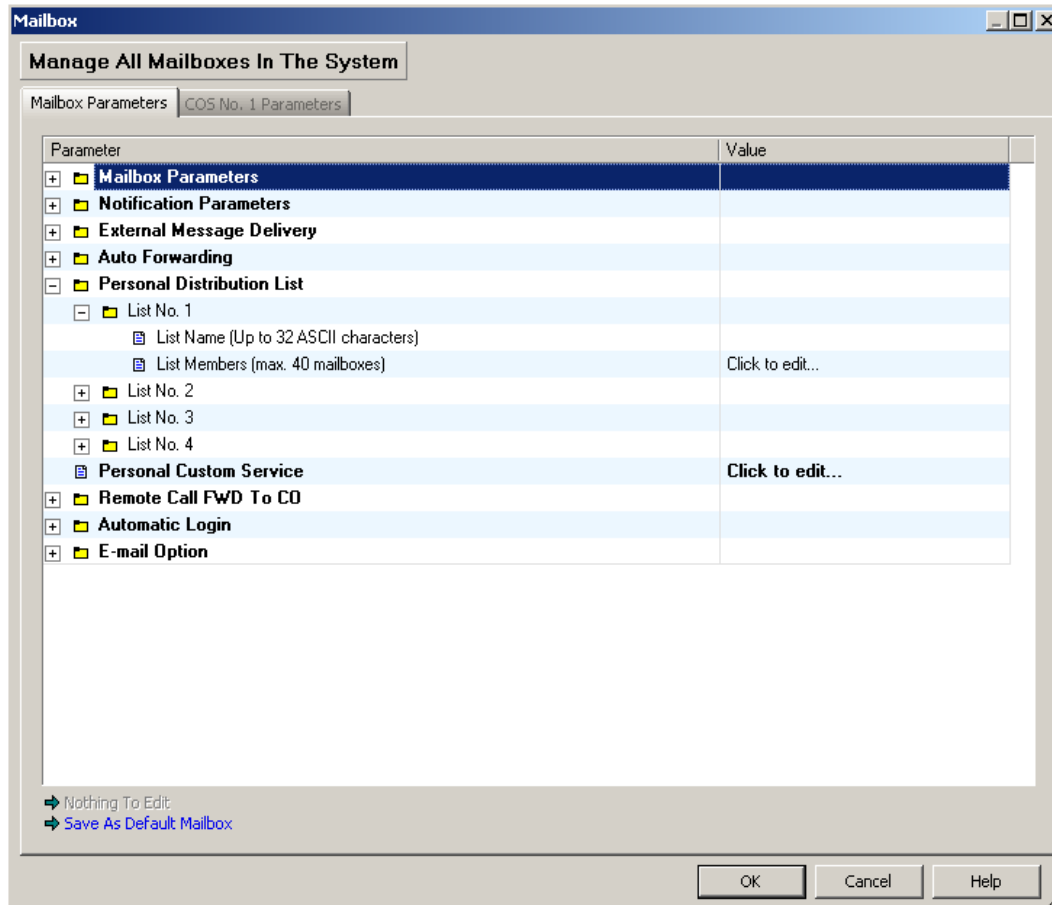 Mailbox
Manage All Mailboxes In The System
Mailbox Parameters COS No. 1 Parameters
Parameter Value
Mailbox Parameters
Notification Parameters
External Message Delivery
Auto Forwarding
Personal Distribution List
List No. 1
List Name (Up to 32 ASCII characters)
List Members (max. 40 mailboxes) Click to edit...
List No. 2
List No. 3
List No. 4
Personal Custom Service Click to edit...
Remote Call FWD To CO
Automatic Login
E-mail Option
Nothing To Edit
Save As Default Mailbox
OK Cancel Help